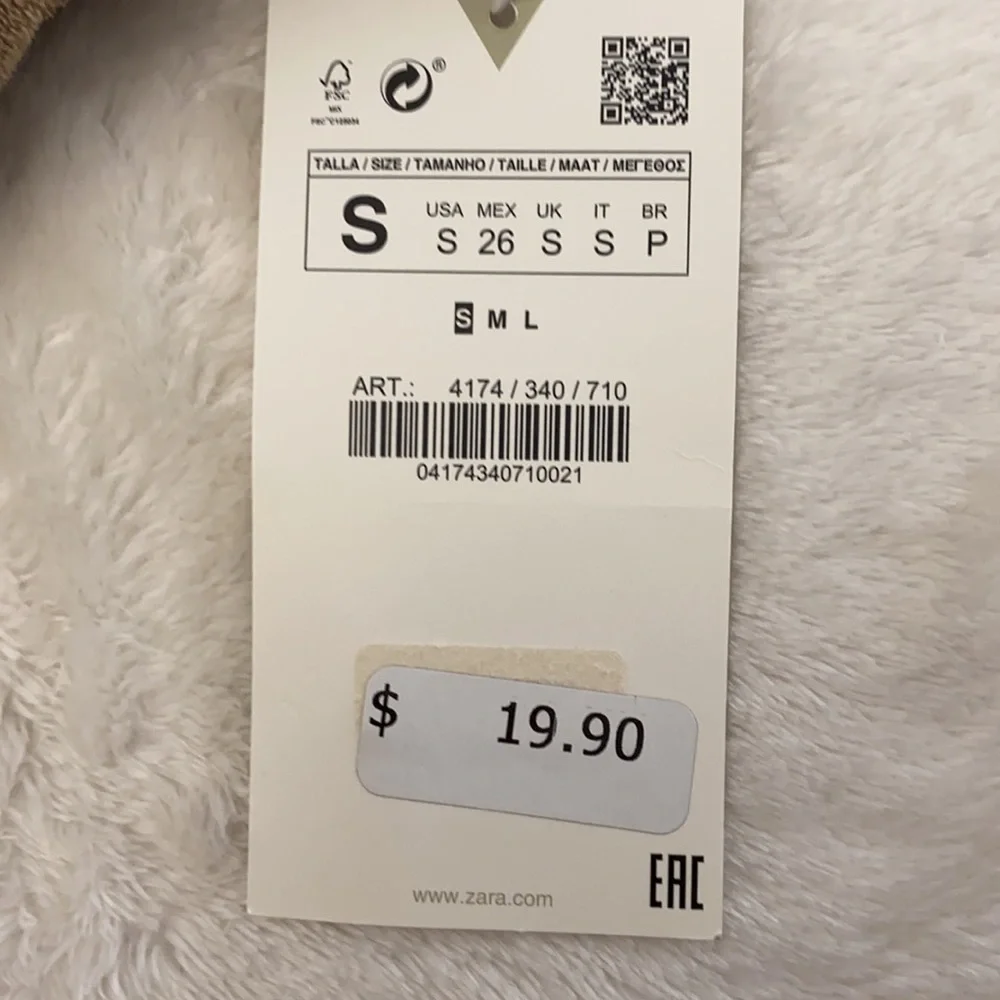 FSC
MIX
®
TALLA / SIZE / TAMANHO / TAILLE / MAAT / ΜΕΓΕΘΟΣ
S
USA MEX UK IT BR
S 26 S S P
S M L
ART.: 4174 / 340 / 710
04174340710021
$ 19.90
EAC
www.zara.com